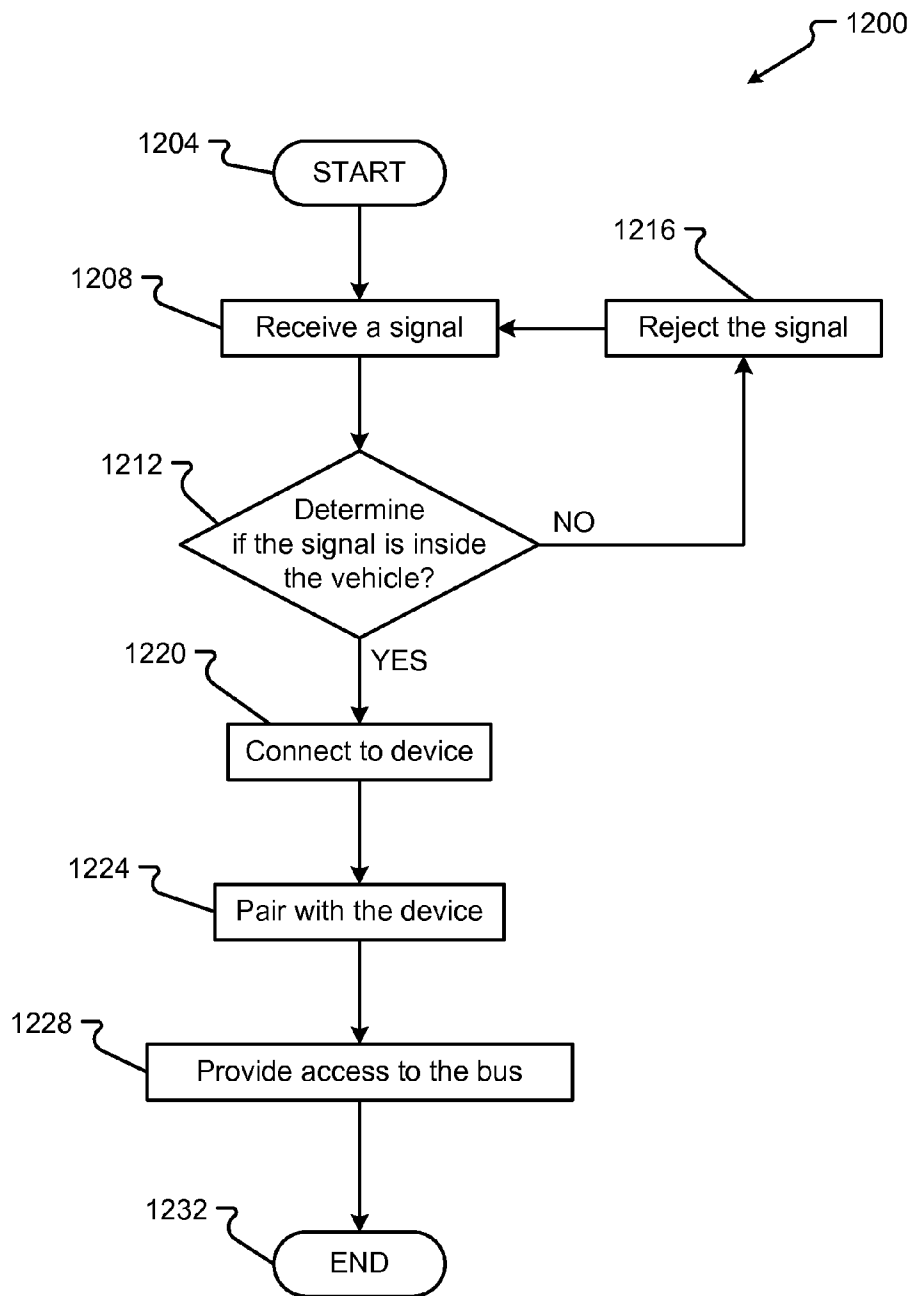 1200
1204
START
1216
1208
Receive a signal
Reject the signal
1212
Determine
if the signal is inside
the vehicle?
NO
YES
1220
Connect to device
1224
Pair with the device
1228
Provide access to the bus
1232
END